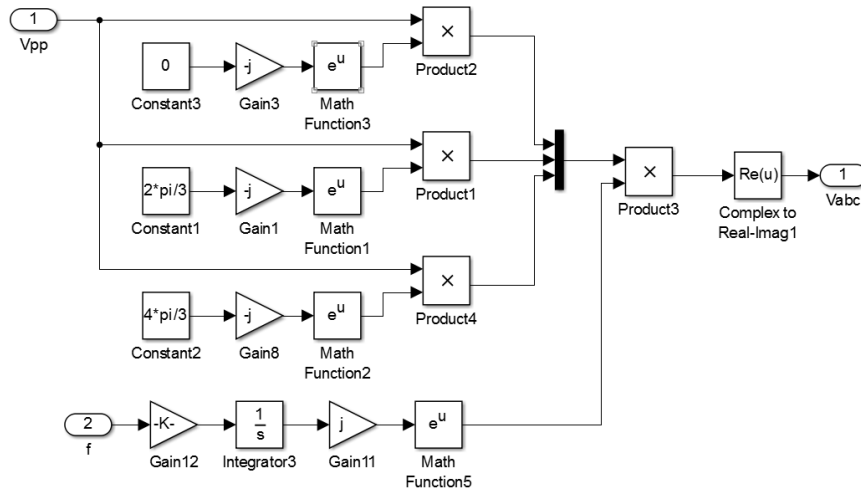 1
Vpp
0
Constant3
-j
Gain3
e^u
Math
Function3
×
Product2
2*pi/3
Constant1
-j
Gain1
e^u
Math
Function1
×
Product1
4*pi/3
Constant2
-j
Gain8
e^u
Math
Function2
×
Product4
×
Product3
Re(u)
Complex to
Real-Imag1
1
Vabc
2
f
-K-
Gain12
1
s
Integrator3
j
Gain11
e^u
Math
Function5